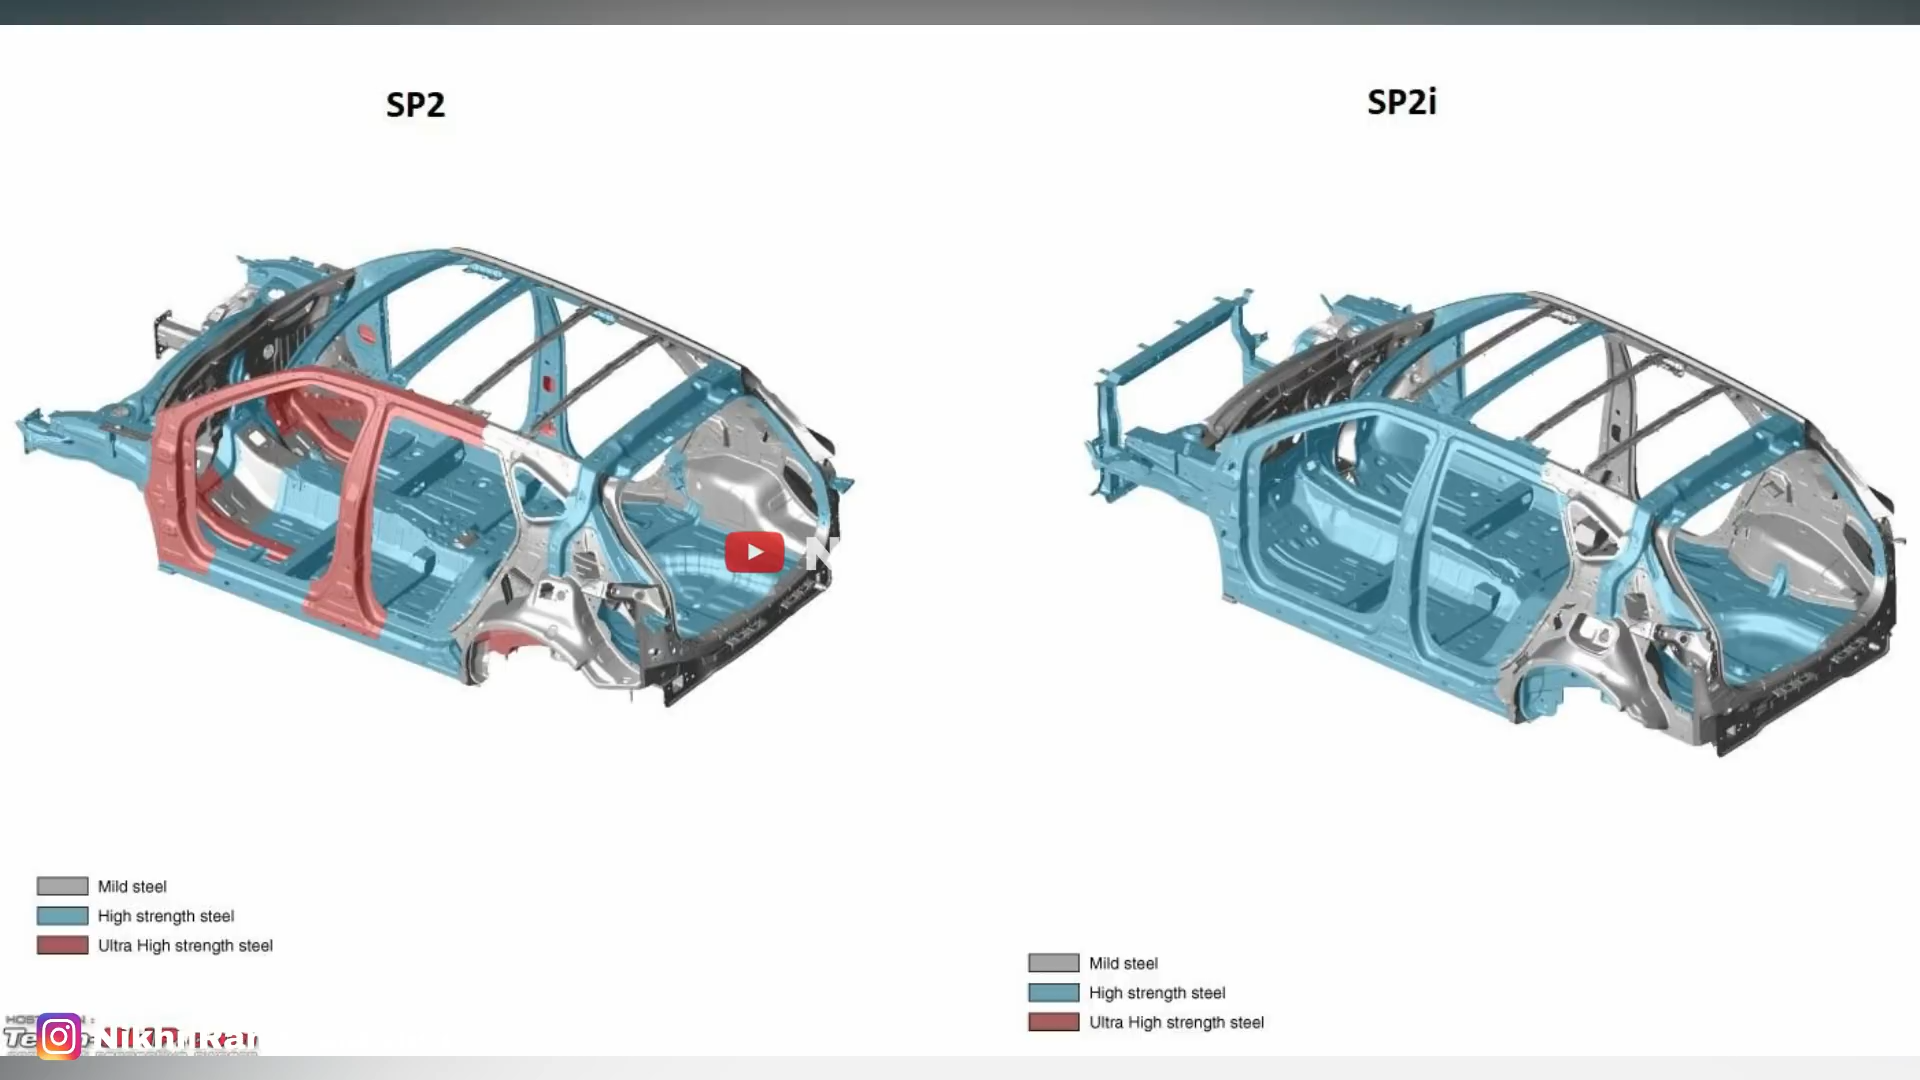 SP2
SP2i
Mild steel
High strength steel
Ultra High strength steel
Mild steel
High strength steel
Ultra High strength steel
N